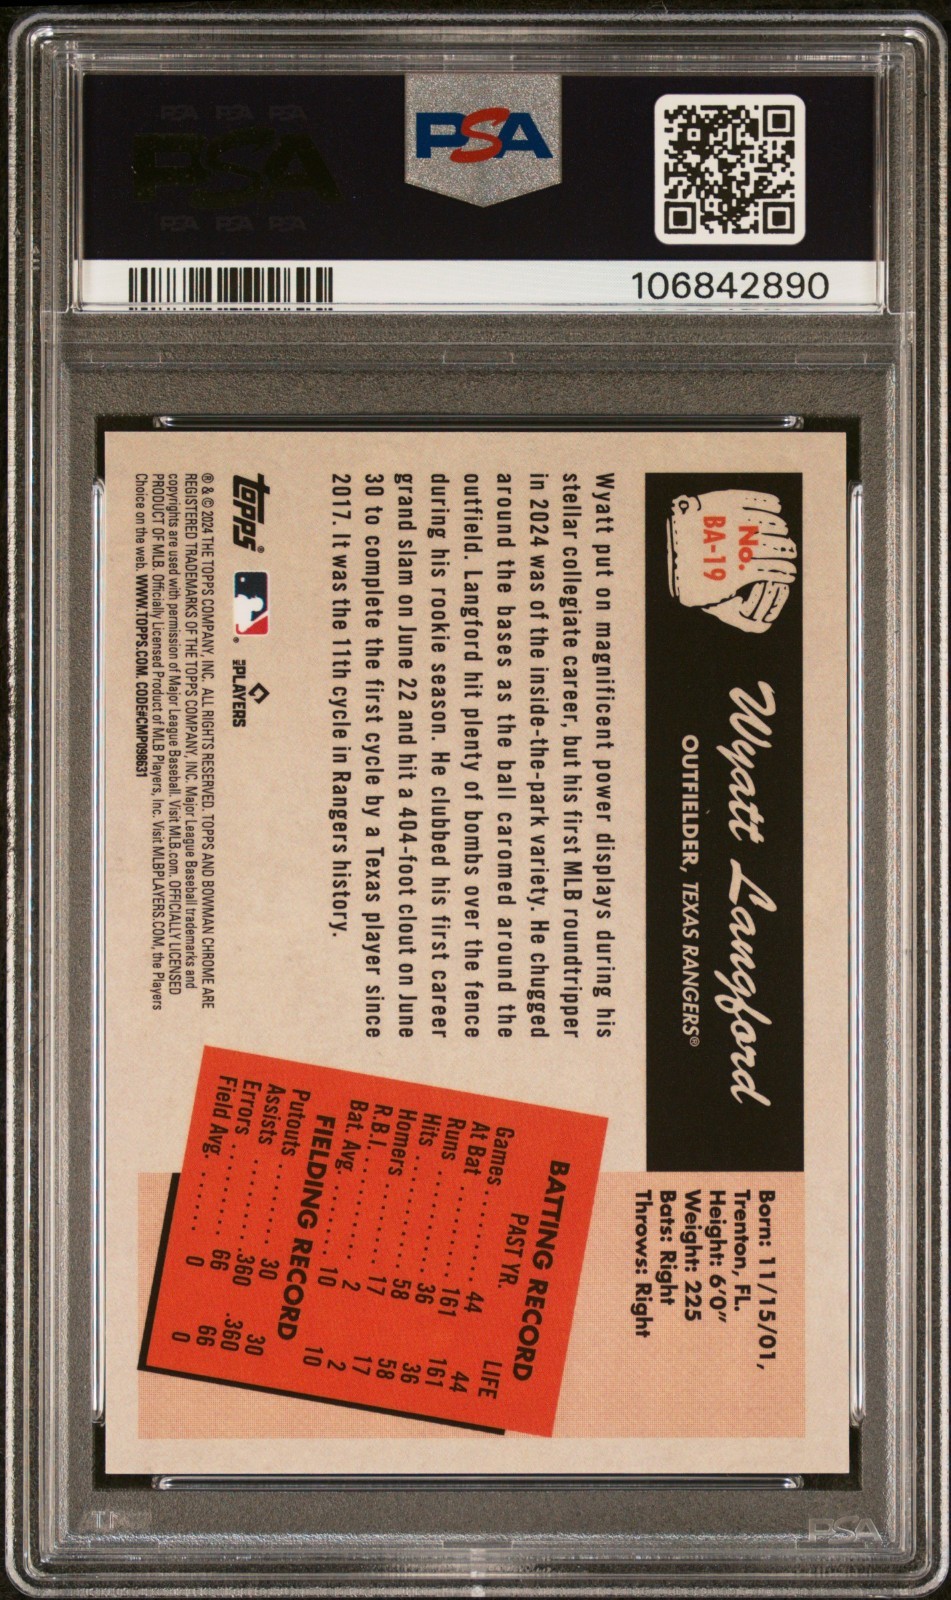 PSA PSA PSA
PSA
PSA PSA PSA
PSA
106842890
No.
BA-19
Wyatt Langford
OUTFIELDER, TEXAS RANGERS®
Born: 11/15/01,
Trenton, FL.
Height: 6'0"
Weight: 225
Bats: Right
Throws: Right
Wyatt put on magnificent power displays during his
stellar collegiate career, but his first MLB roundtripper
in 2024 was of the inside-the-park variety. He chugged
around the bases as the ball caromed around the
outfield. Langford hit plenty of bombs over the fence
during his rookie season. He clubbed his first career
grand slam on June 22 and hit a 404-foot clout on June
30 to complete the first cycle by a Texas player since
2017. It was the 11th cycle in Rangers history.
BATTING RECORD
PAST YR. LIFE
Games 44 44
At Bat 161 161
Runs 36 36
Hits 58 58
Homers 17 17
R.B.I. 2 2
Bat. Avg. 10 10
FIELDING RECORD
Putouts 30 30
Assists .360 .360
Errors 66 66
Field Avg. 0 0
topps® ® PLAYERS
® & © 2024 THE TOPPS COMPANY, INC. ALL RIGHTS RESERVED. TOPPS AND BOWMAN CHROME ARE
REGISTERED TRADEMARKS OF THE TOPPS COMPANY, INC. Major League Baseball trademarks and
copyrights are used with permission of Major League Baseball. Visit MLB.com. OFFICIALLY LICENSED
PRODUCT OF MLB. Officially Licensed Product of MLB Players, Inc. Visit MLBPLAYERS.COM, the Players
Choice on the web. WWW.TOPPS.COM. CODE#CMP098631
PSA